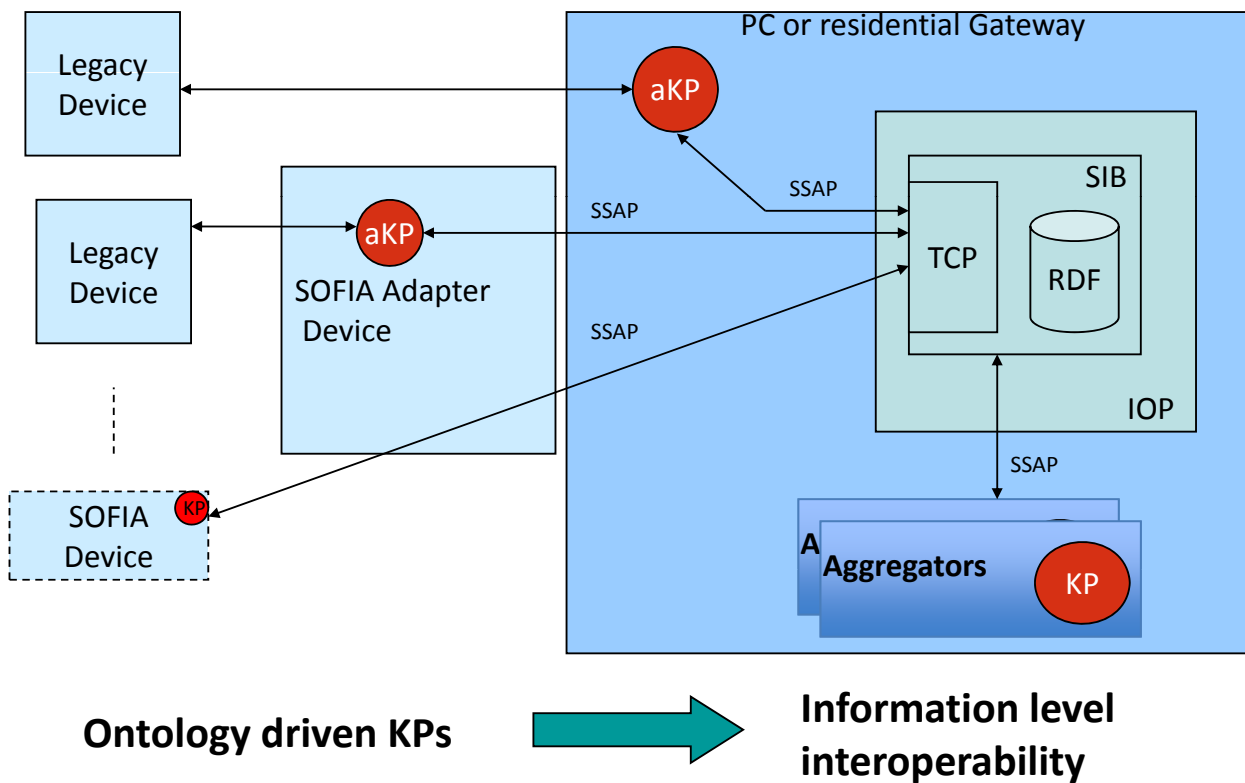 PC or residential Gateway
Legacy
Device
aKP
SSAP
SIB
Legacy
Device
aKP
SSAP
TCP
RDF
SOFIA Adapter
Device
SSAP
IOP
SSAP
KP
SOFIA
Device
A
Aggregators
KP
Ontology driven KPs
Information level
interoperability